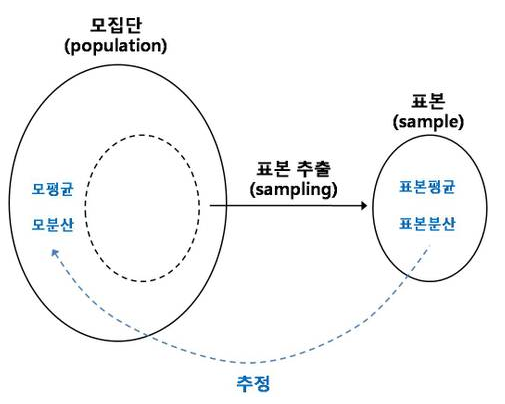 모집단
(population)
표본
(sample)
표본 추출
(sampling)
모평균
모분산
표본평균
표본분산
추정